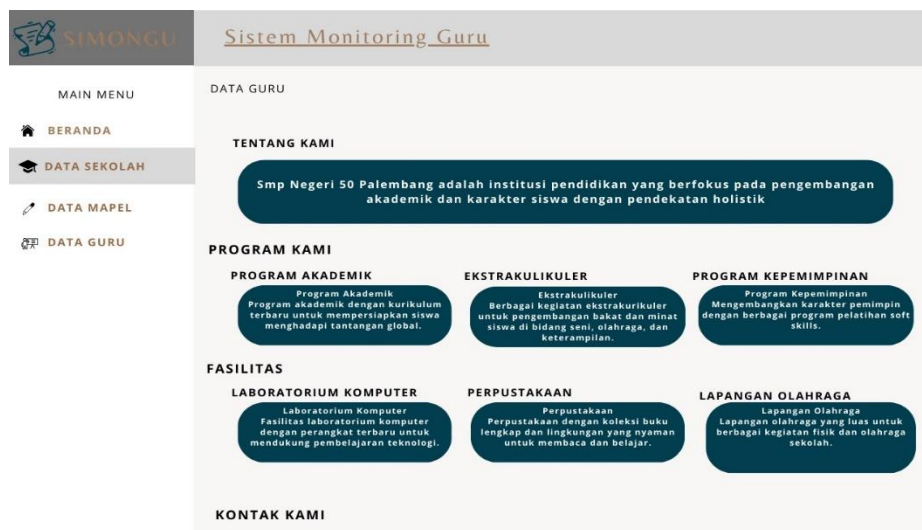 SIMONGU
Sistem Monitoring Guru
MAIN MENU
BERANDA
DATA SEKOLAH
DATA MAPEL
DATA GURU
DATA GURU
TENTANG KAMI
Smp Negeri 50 Palembang adalah institusi pendidikan yang berfokus pada pengembangan
akademik dan karakter siswa dengan pendekatan holistik
PROGRAM KAMI
PROGRAM AKADEMIK
Program Akademik
Program akademik dengan kurikulum
terbaru untuk mempersiapkan siswa
menghadapi tantangan global.
EKSTRAKULIKULER
Ekstrakulikuler
Berbagai kegiatan ekstrakurikuler
untuk pengembangan bakat dan minat
siswa di bidang seni, olahraga, dan
keterampilan.
PROGRAM KEPEMIMPINAN
Program Kepemimpinan
Mengembangkan karakter pemimpin
dengan berbagai program pelatihan soft
skills.
FASILITAS
LABORATORIUM KOMPUTER
Laboratorium Komputer
Fasilitas laboratorium komputer
dengan perangkat terbaru untuk
mendukung pembelajaran teknologi.
PERPUSTAKAAN
Perpustakaan
Perpustakaan dengan koleksi buku
lengkap dan lingkungan yang nyaman
untuk membaca dan belajar.
LAPANGAN OLAHRAGA
Lapangan Olahraga
Lapangan olahraga yang luas untuk
berbagai kegiatan fisik dan olahraga
sekolah.
KONTAK KAMI